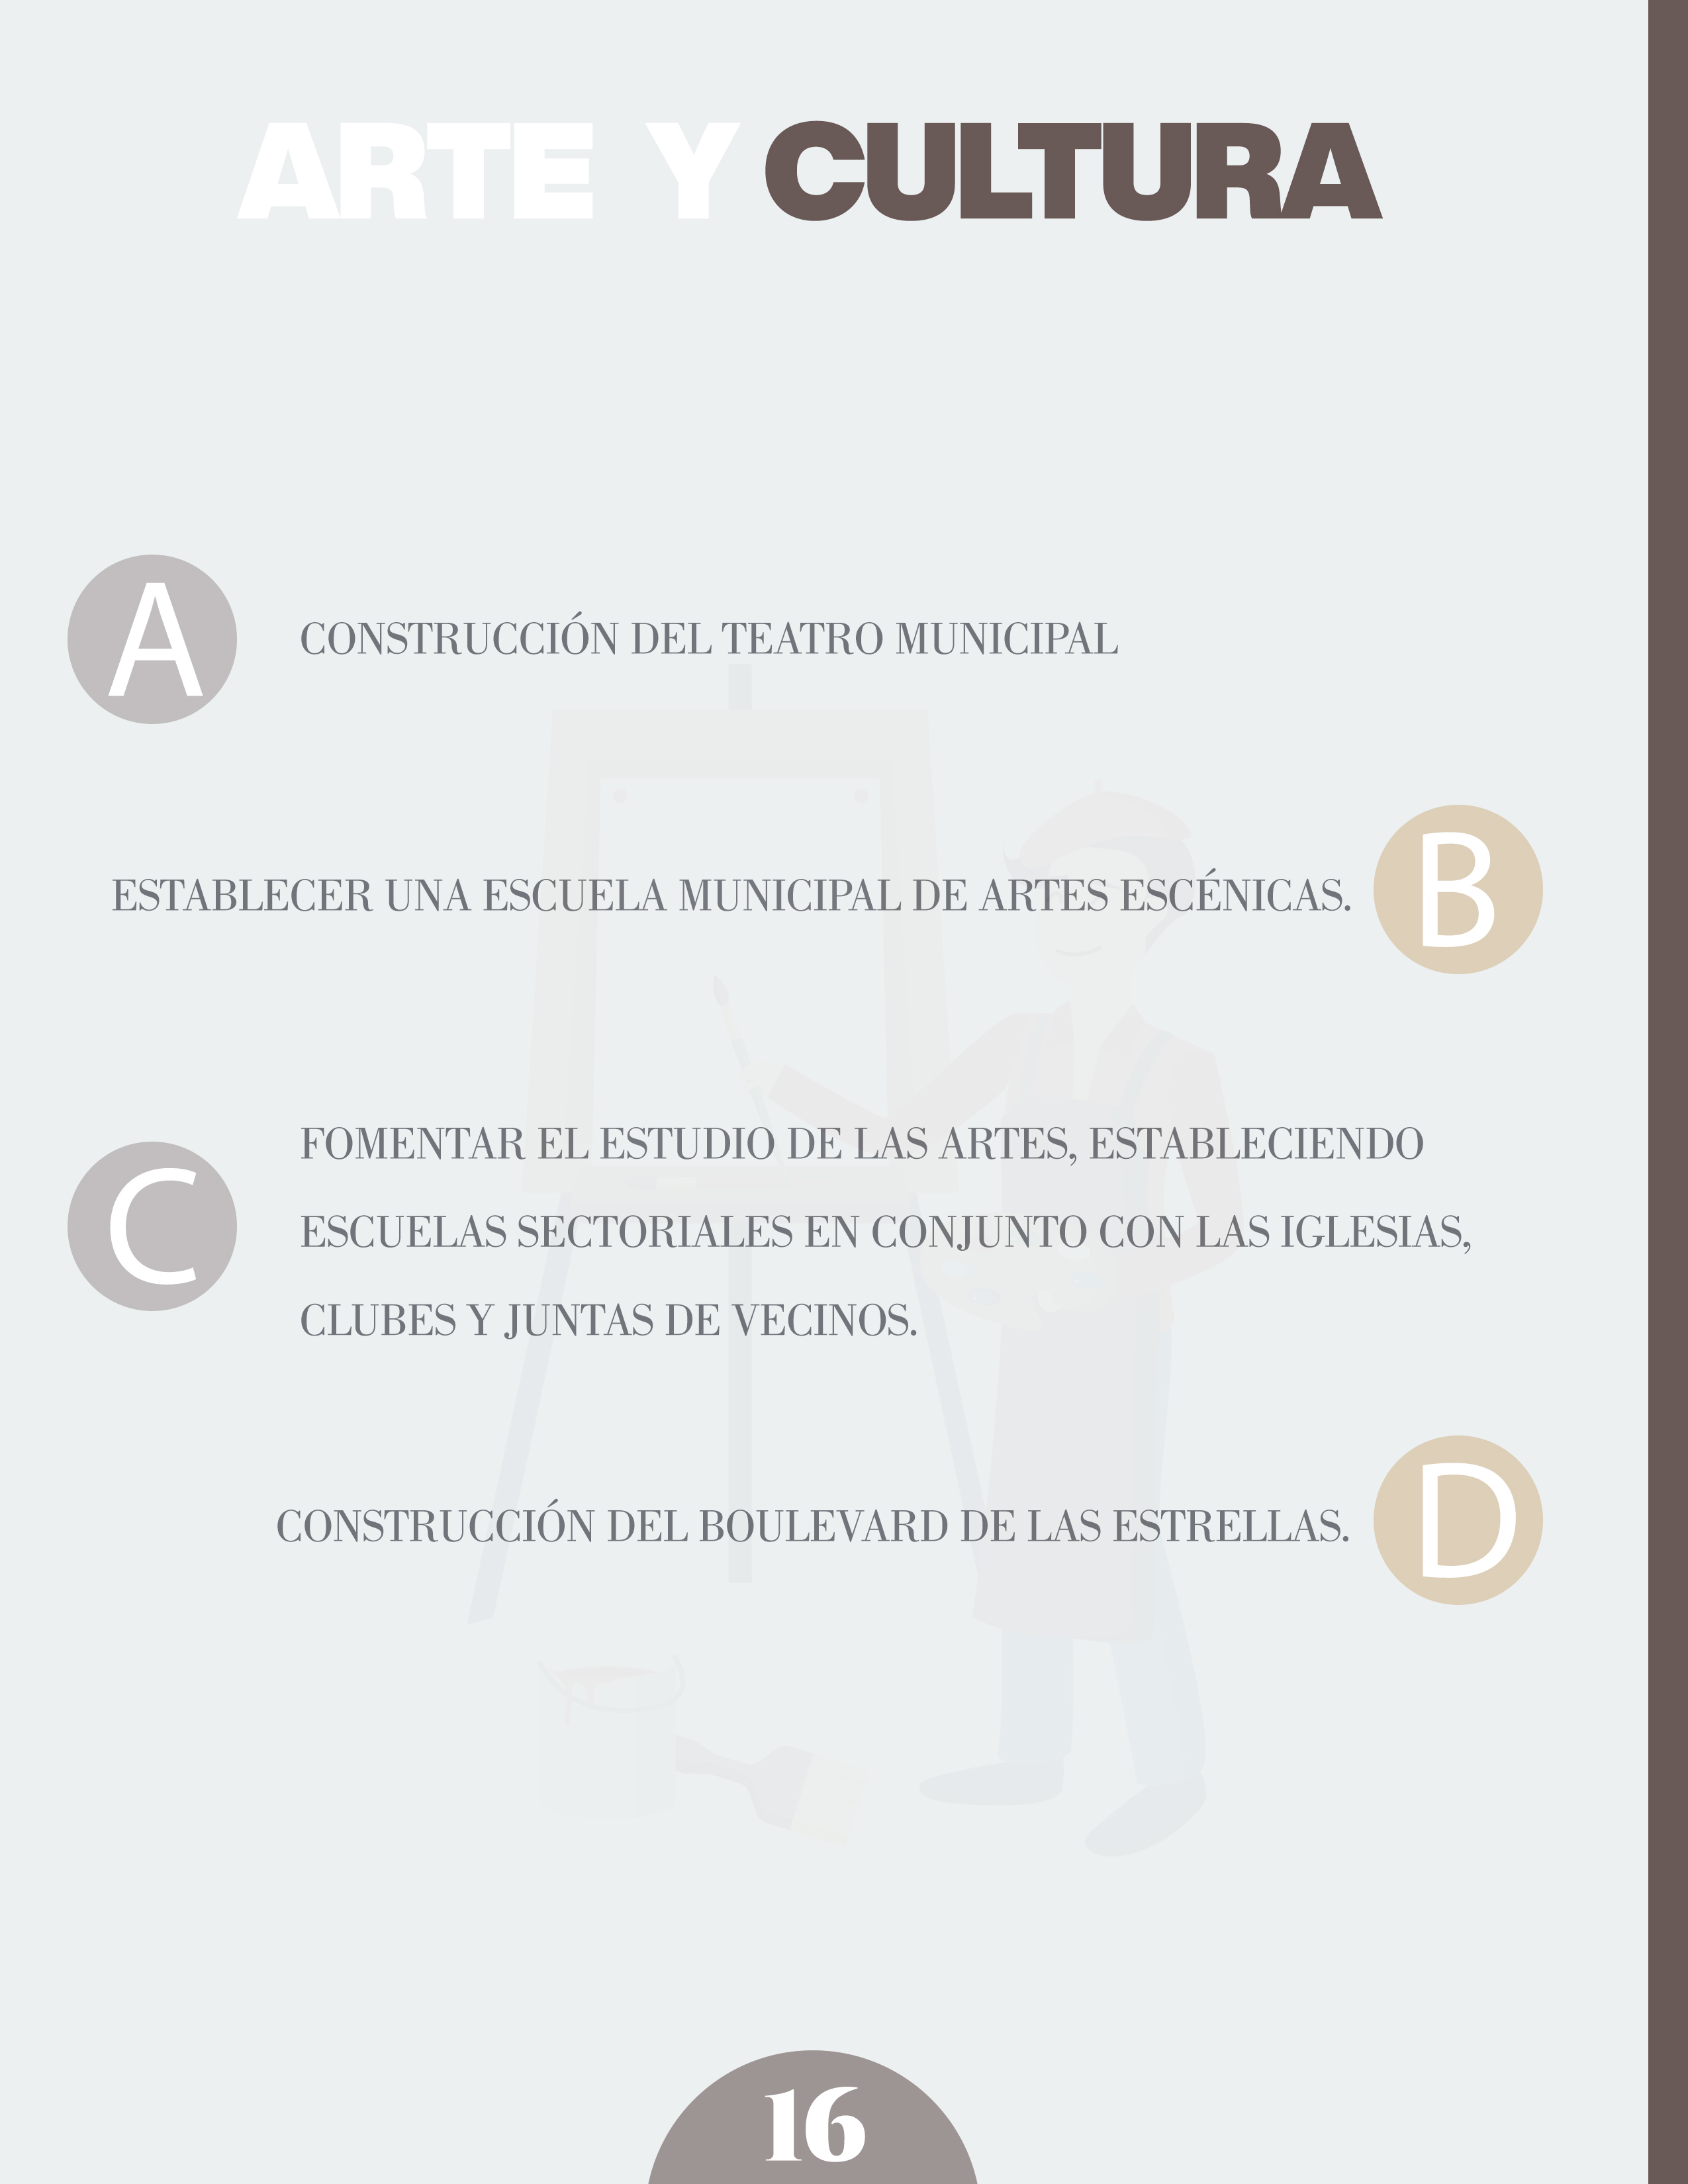 ARTE Y CULTURA
A
CONSTRUCCIÓN DEL TEATRO MUNICIPAL
ESTABLECER UNA ESCUELA MUNICIPAL DE ARTES ESCÉNICAS.
B
FOMENTAR EL ESTUDIO DE LAS ARTES, ESTABLECIENDO
C
ESCUELAS SECTORIALES EN CONJUNTO CON LAS IGLESIAS,
CLUBES Y JUNTAS DE VECINOS.
CONSTRUCCIÓN DEL BOULEVARD DE LAS ESTRELLAS.
D
16